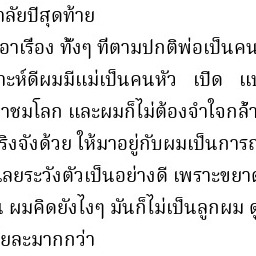 าลัยปีสุดท้าย
อาเรื่อง ทั้งๆ ที่ตามปกติพ่อเป็นคน
ราะห์ดีผมมีแม่เป็นคนหัว เปิด แ
าชมโลก และผมก็ไม่ต้องจำใจกล้ำ
ริงจังด้วย ให้มาอยู่กับผมเป็นการถ
เลยระวังตัวเป็นอย่างดี เพราะขยาด
ผมคิดยังไงๆ มันก็ไม่เป็นลูกผม ดู
ยละมากกว่า